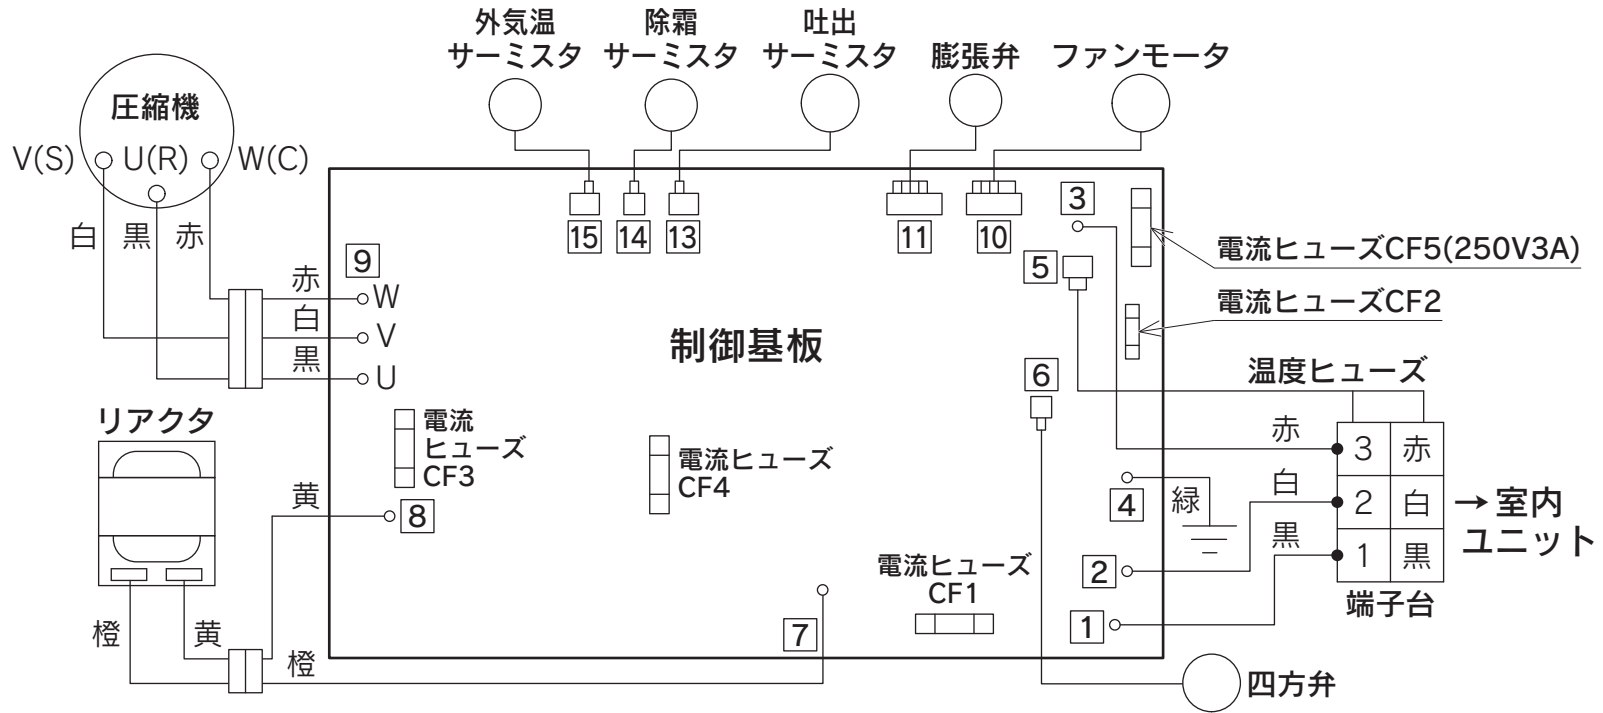 外気温
サーミスタ
除霜
サーミスタ
吐出
サーミスタ
膨張弁
ファンモータ
圧縮機
V(S)
U(R)
W(C)
白
黒
赤
15
14
13
11
10
3
9
赤
W
白
V
黒
U
5
電流ヒューズCF5(250V3A)
電流ヒューズCF2
制御基板
6
温度ヒューズ
リアクタ
電流
ヒューズ
CF3
電流ヒューズ
CF4
黄
8
赤
3 赤
白
2 白
黒
1 黒
→室内
ユニット
端子台
4
緑
電流ヒューズ
CF1
2
1
7
橙
黄
橙
四方弁